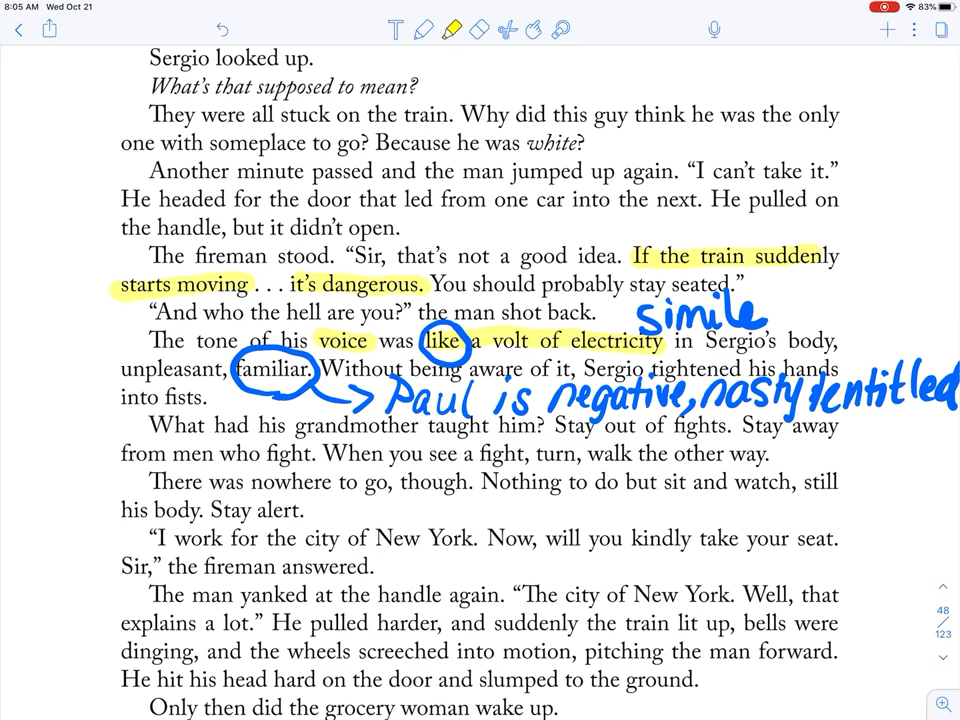 8:05 AM Wed Oct 21
83%
T
Sergio looked up.
What's that supposed to mean?
They were all stuck on the train. Why did this guy think he was the only
one with someplace to go? Because he was white?
Another minute passed and the man jumped up again. “I can't take it.”
He headed for the door that led from one car into the next. He pulled on
the handle, but it didn't open.
The fireman stood. “Sir, that's not a good idea. If the train suddenly
starts moving . . . it's dangerous. You should probably stay seated.”
“And who the hell are you?” the man shot back.
simile
The tone of his voice was like a volt of electricity in Sergio's body,
unpleasant, familiar. Without being aware of it, Sergio tightened his hands
into fists.
Paul is negative, nasty, entitled
What had his grandmother taught him? Stay out of fights. Stay away
from men who fight. When you see a fight, turn, walk the other way.
There was nowhere to go, though. Nothing to do but sit and watch, still
his body. Stay alert.
“I work for the city of New York. Now, will you kindly take your seat.
Sir,” the fireman answered.
The man yanked at the handle again. “The city of New York. Well, that
explains a lot.” He pulled harder, and suddenly the train lit up, bells were
dinging, and the wheels screeched into motion, pitching the man forward.
He hit his head hard on the door and slumped to the ground.
Only then did the grocery woman wake up.
48
/
123